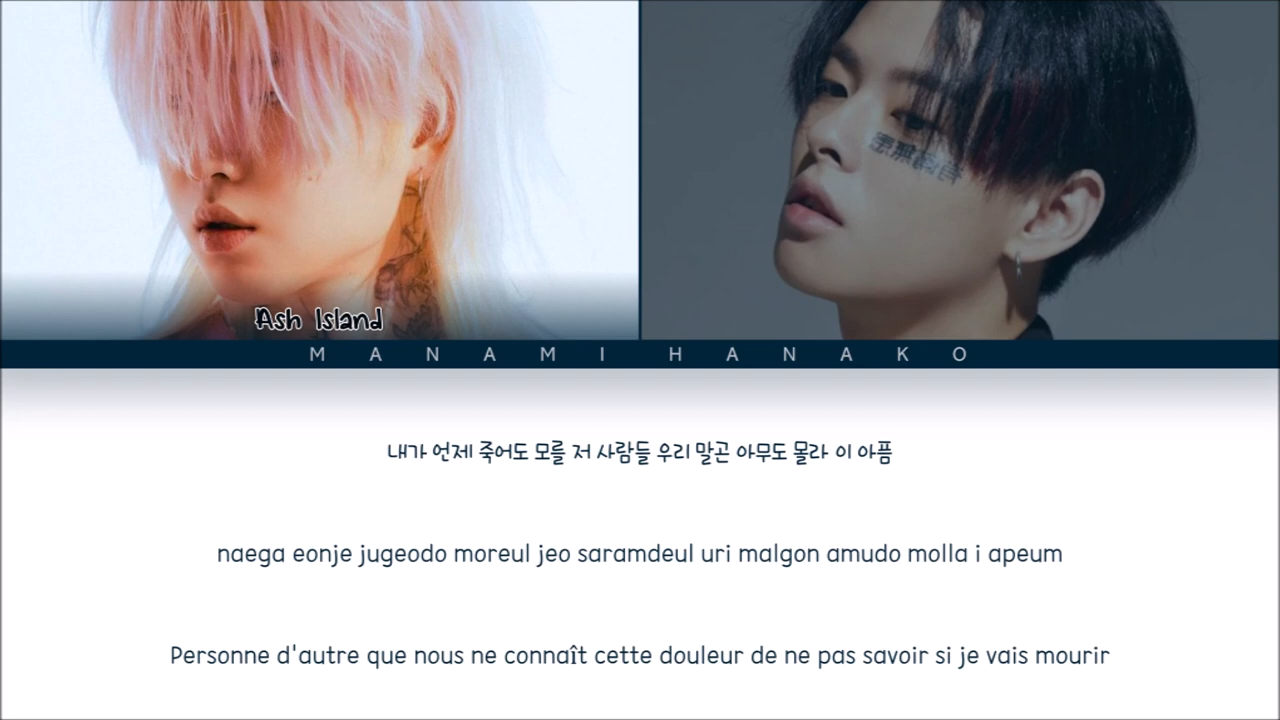 Ash Island
MANAMI HANAKO
내가 언제 죽어도 모를 저 사람들 우리 말곤 아무도 몰라 이 아픔
naega eonje jugeodo moreul jeo saramdeul uri malgon amudo molla i apeum
Personne d'autre que nous ne connaît cette douleur de ne pas savoir si je vais mourir